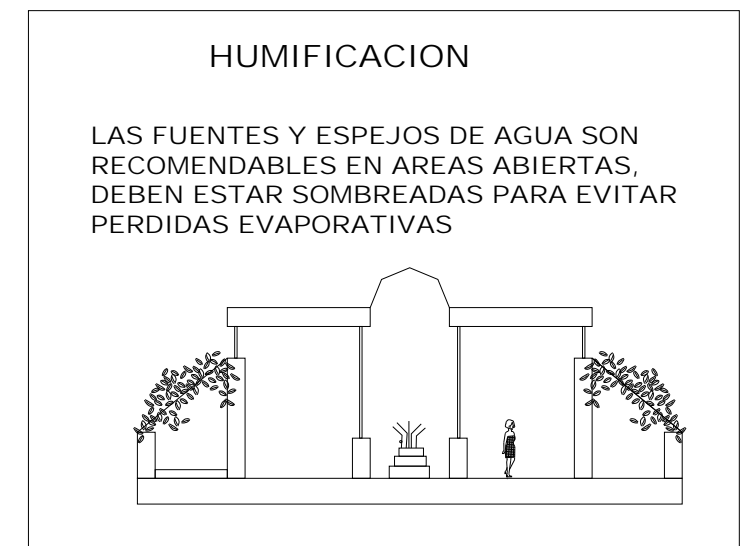 HUMIFICACION
LAS FUENTES Y ESPEJOS DE AGUA SON
RECOMENDABLES EN AREAS ABIERTAS,
DEBEN ESTAR SOMBREADAS PARA EVITAR
PERDIDAS EVAPORATIVAS